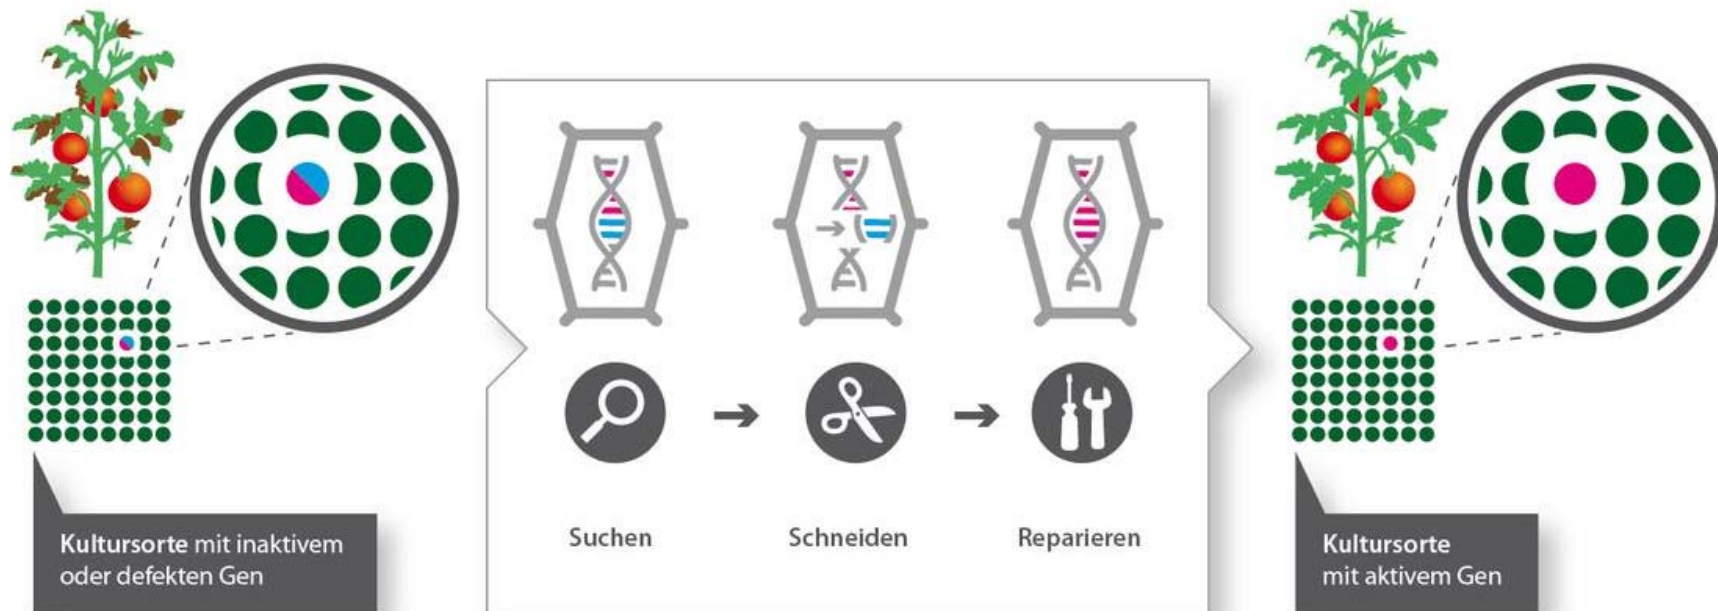 Suchen
Schneiden
Reparieren
Kultursorte mit inaktivem
oder defekten Gen
Kultursorte
mit aktivem Gen